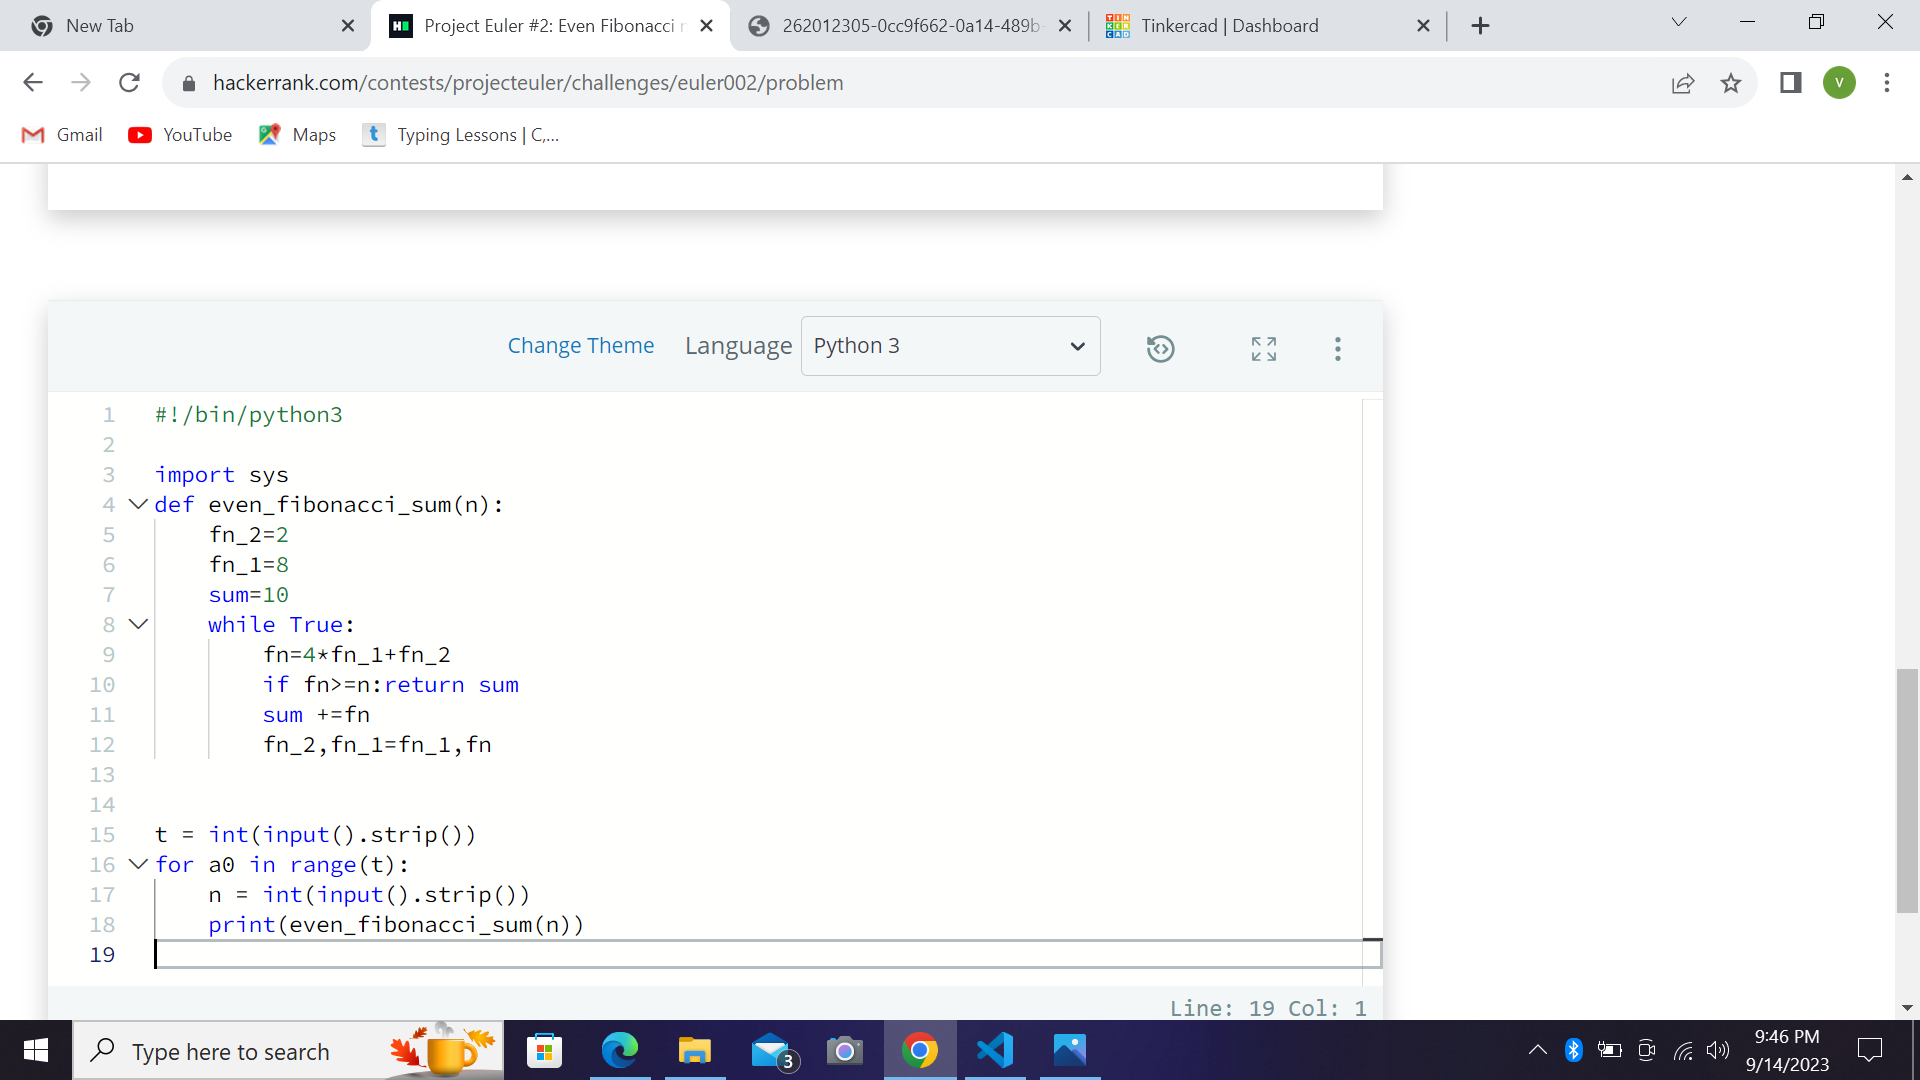 New Tab
Project Euler #2: Even Fibonacci n
262012305-0cc9f662-0a14-489b-
Tinkercad | Dashboard
hackerrank.com/contests/projecteuler/challenges/euler002/problem
V
Gmail
YouTube
Maps
t
Typing Lessons | C,...
Change Theme
Language
Python 3
1 #!/bin/python3
2
3 import sys
4 def even_fibonacci_sum(n):
5     fn_2=2
6     fn_1=8
7     sum=10
8     while True:
9         fn=4*fn_1+fn_2
10         if fn>=n:return sum
11         sum +=fn
12         fn_2,fn_1=fn_1,fn
13
14
15 t = int(input().strip())
16 for a0 in range(t):
17     n = int(input().strip())
18     print(even_fibonacci_sum(n))
19
Line: 19 Col: 1
Type here to search
3
9:46 PM
9/14/2023